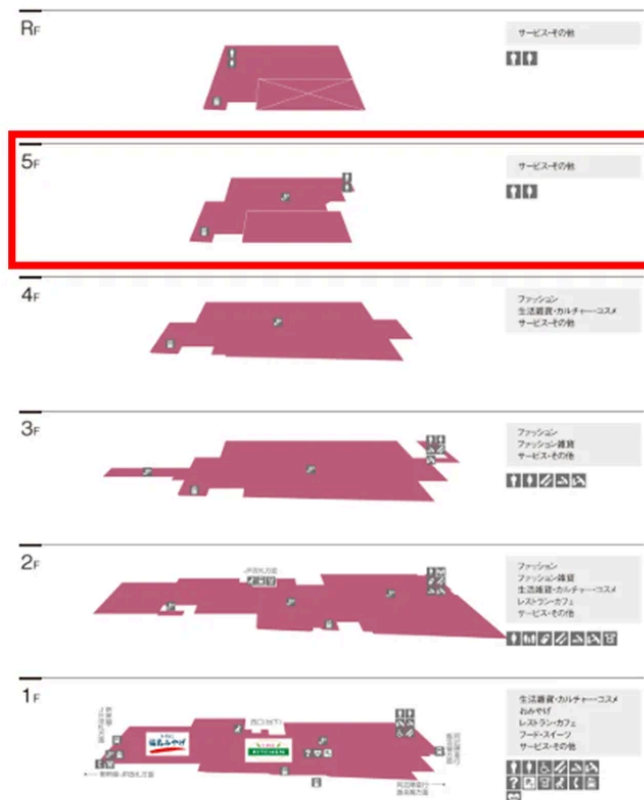 RF
サービス・その他
5F
サービス・その他
4F
ファッション
生活雑貨・カルチャー・コスメ
サービス・その他
3F
ファッション
ファッション雑貨
サービス・その他
2F
ファッション
ファッション雑貨
生活雑貨・カルチャー・コスメ
レストラン・カフェ
サービス・その他
1F
福島みやげ
KITCHEN
生活雑貨・カルチャー・コスメ
おみやげ
レストラン・カフェ
フード・スイーツ
サービス・その他